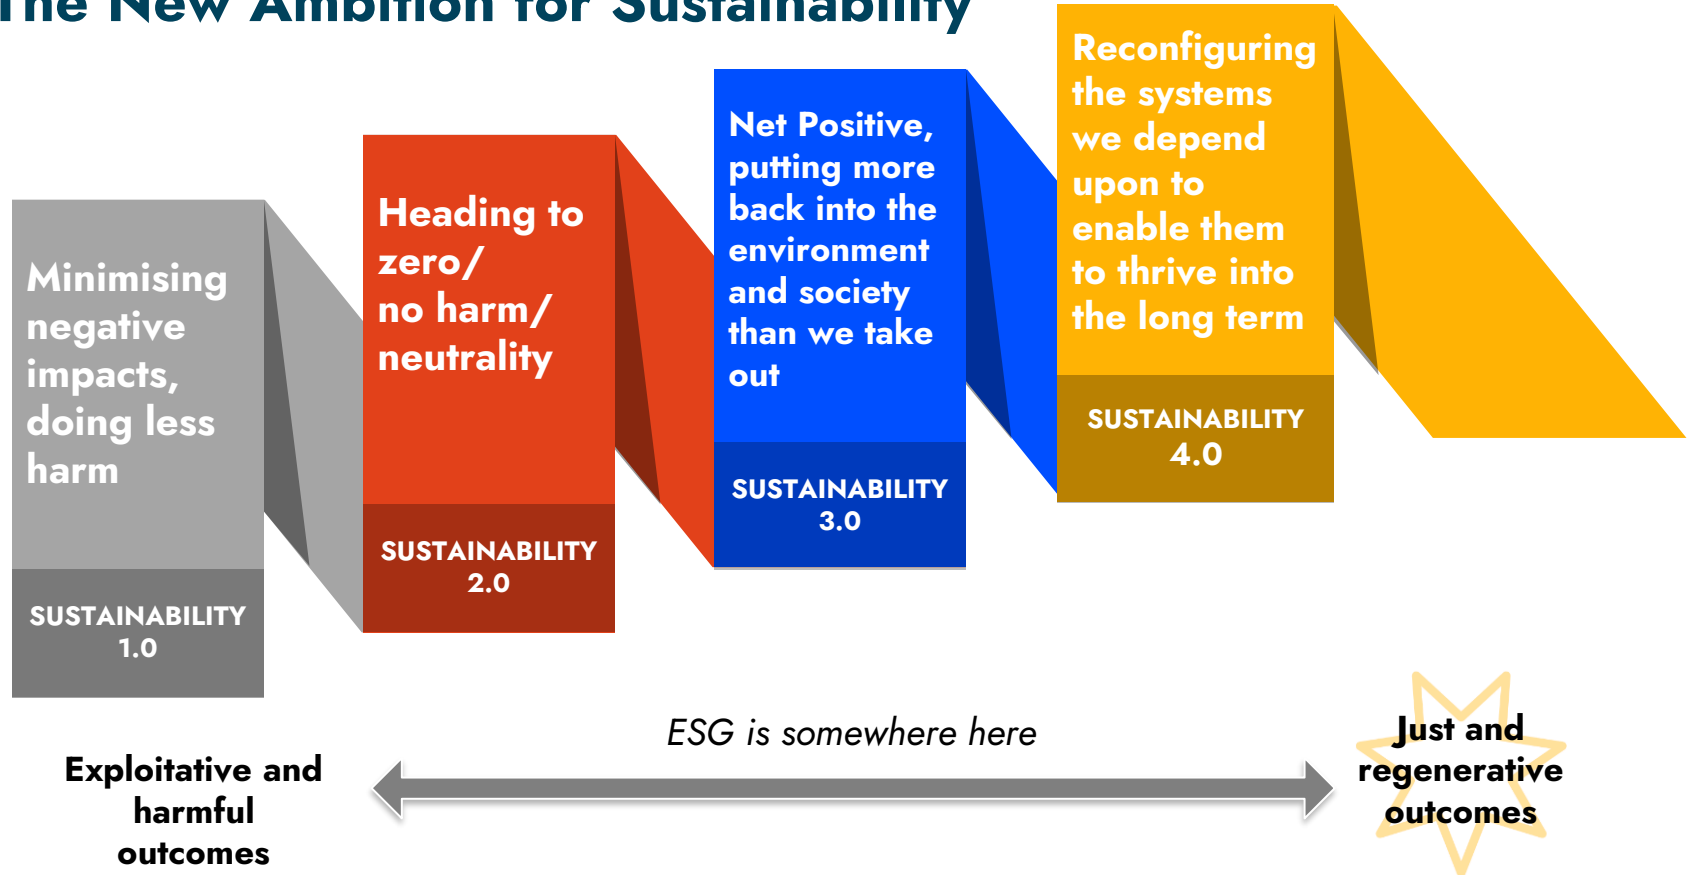 The New Ambition for Sustainability
Minimising
negative
impacts,
doing less
harm
SUSTAINABILITY
1.0
Heading to
zero/
no harm/
neutrality
SUSTAINABILITY
2.0
Net Positive,
putting more
back into the
environment
and society
than we take
out
SUSTAINABILITY
3.0
Reconfiguring
the systems
we depend
upon to
enable them
to thrive into
the long term
SUSTAINABILITY
4.0
ESG is somewhere here
Exploitative and
harmful
outcomes
Just and
regenerative
outcomes